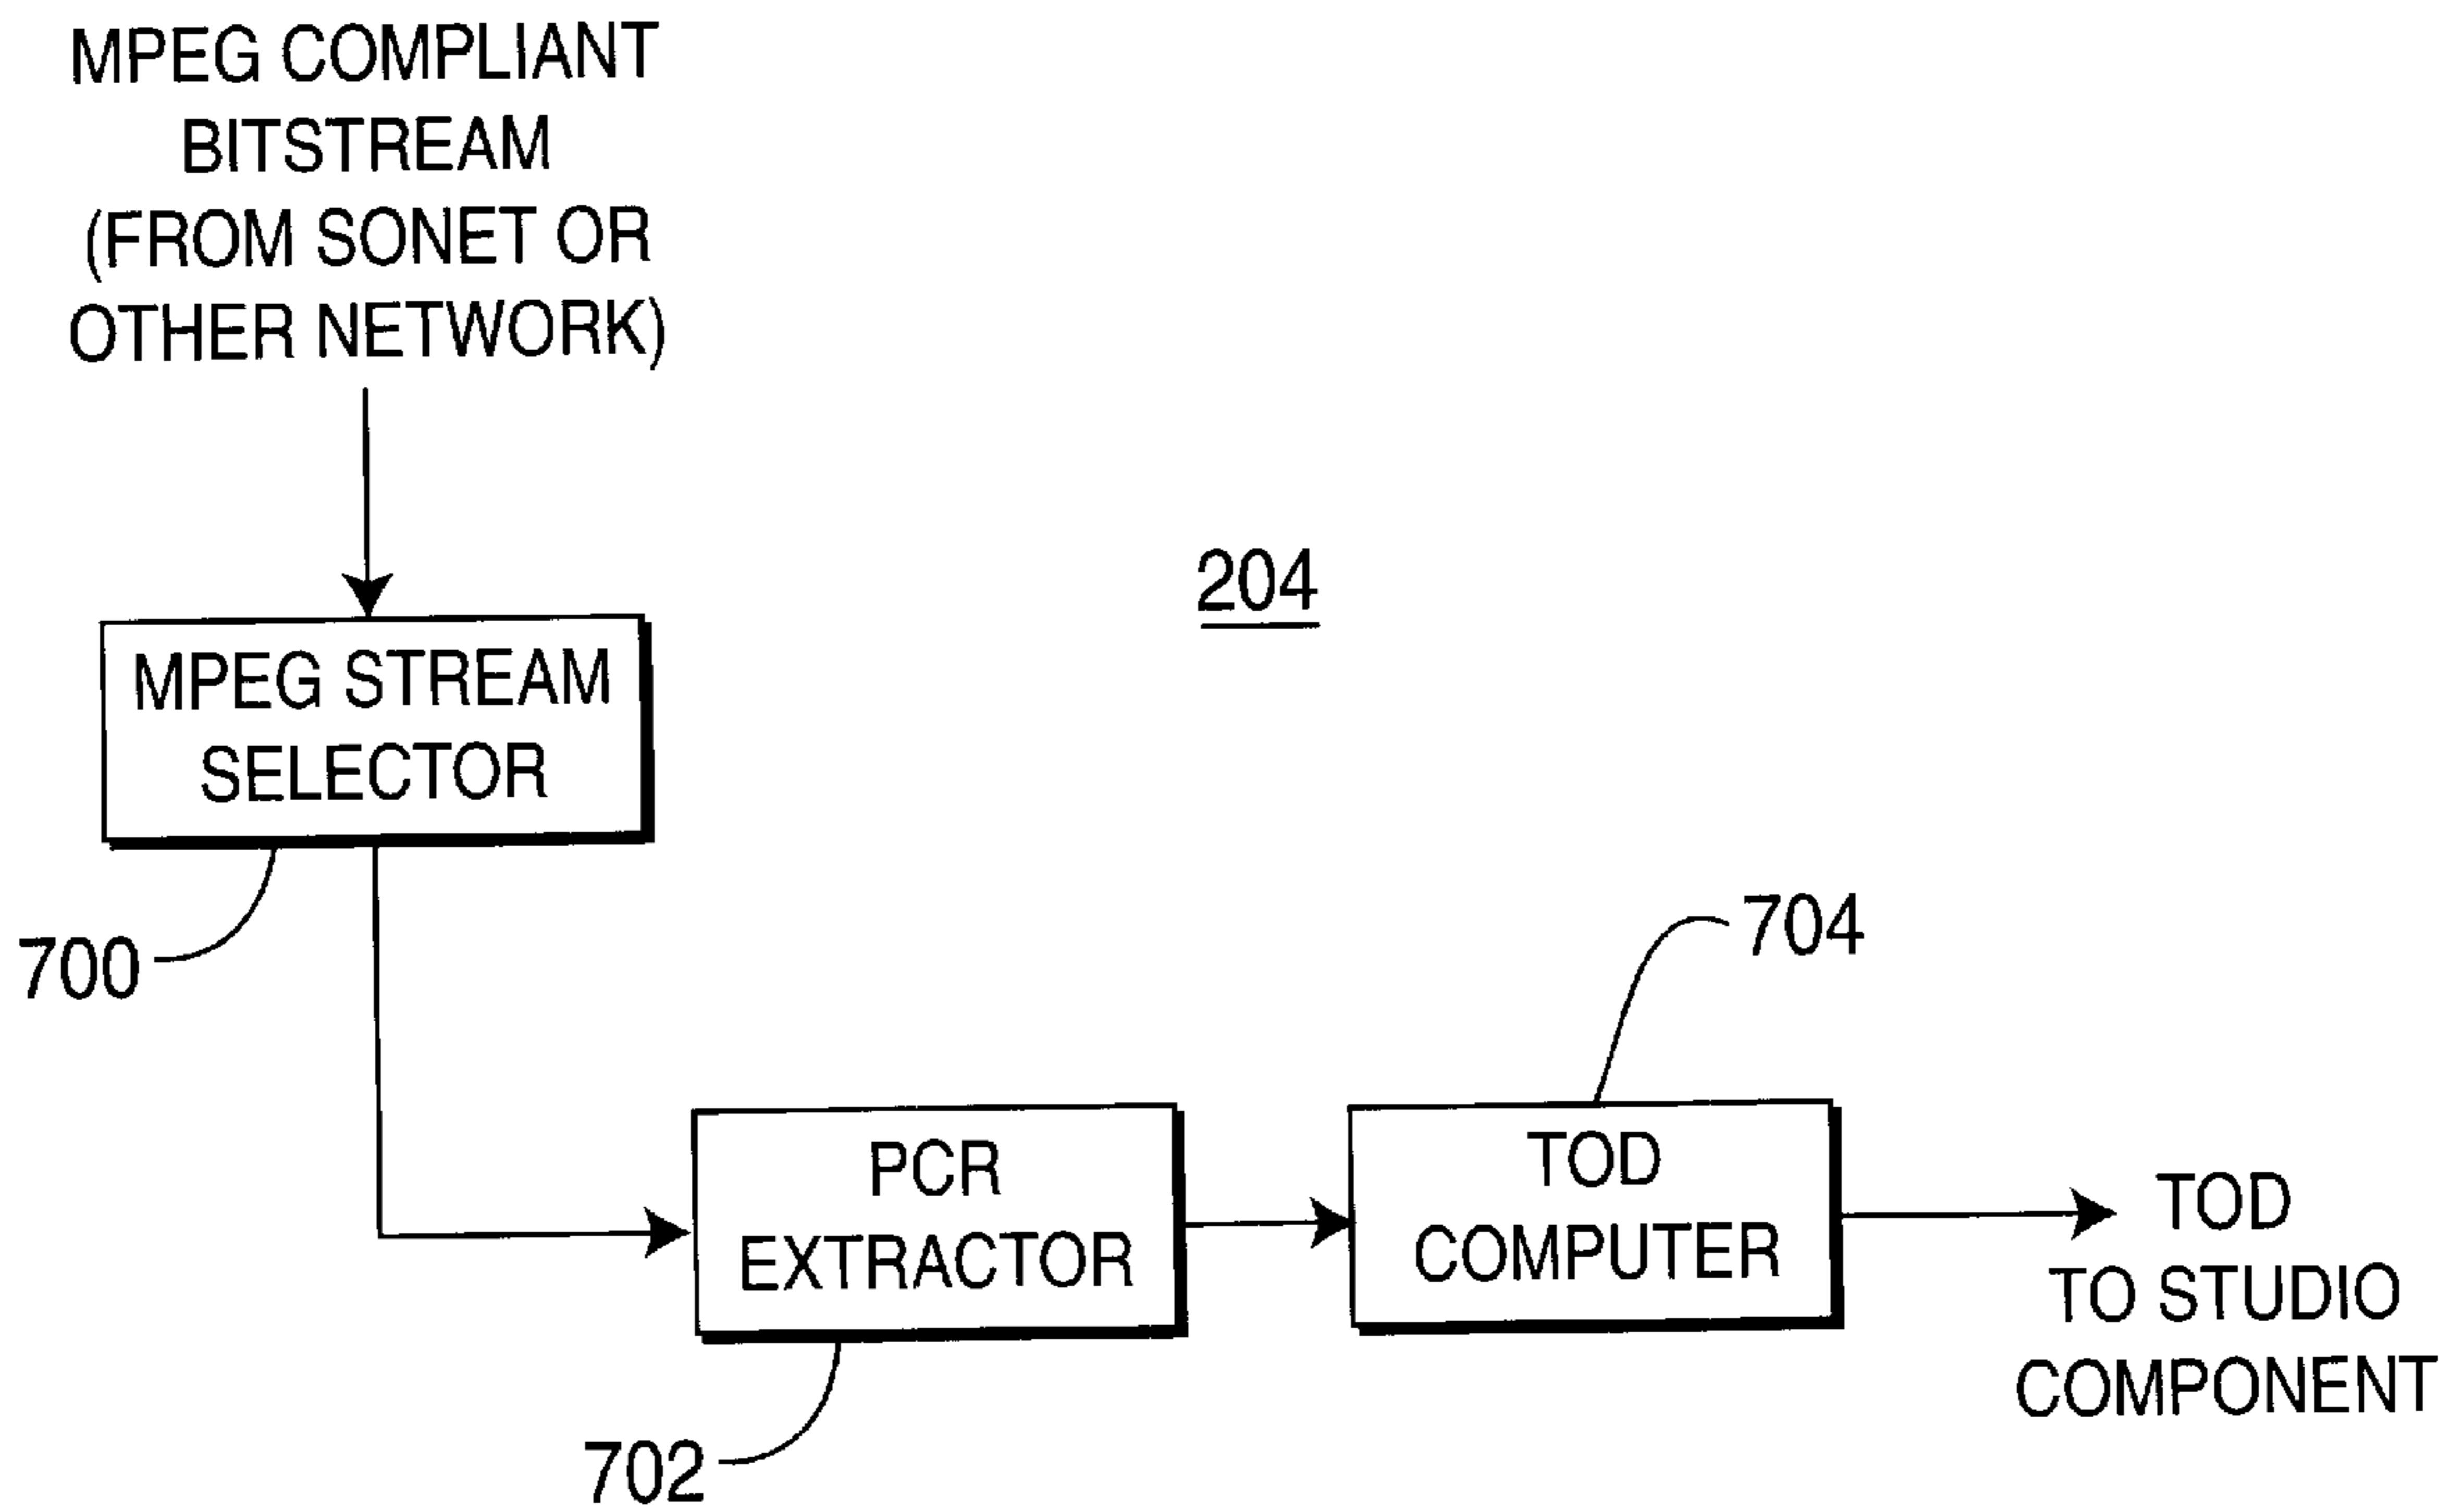 MPEG COMPLIANT
BITSTREAM
(FROM SONET OR
OTHER NETWORK)
204
MPEG STREAM
SELECTOR
700
704
PCR
EXTRACTOR
702
TOD
COMPUTER
TOD
TO STUDIO
COMPONENT